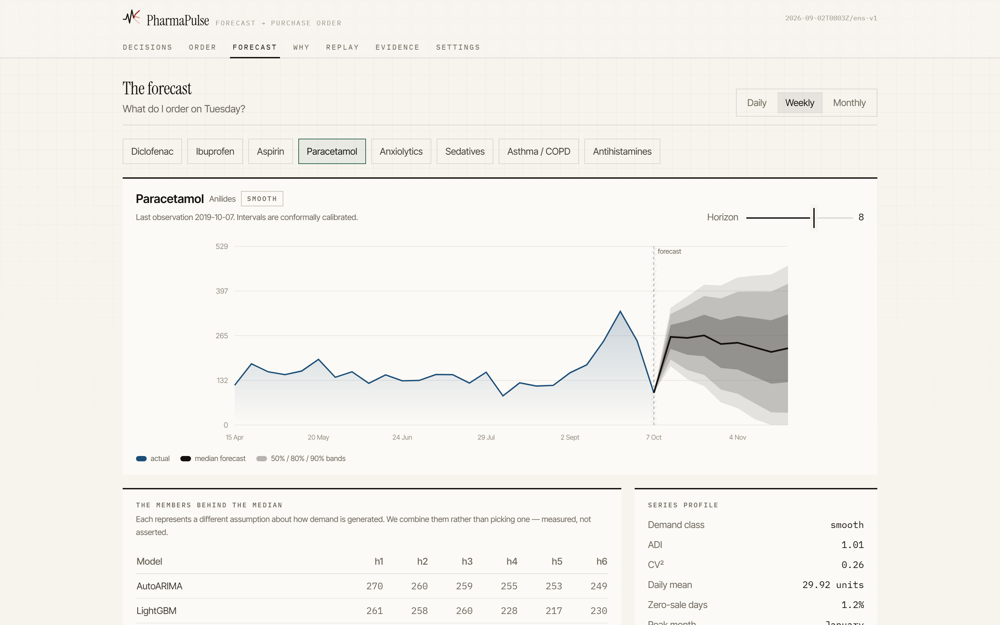 PharmaPulse FORECAST → PURCHASE ORDER
2026-09-02T0803Z/ens-v1
DECISIONS ORDER FORECAST WHY REPLAY EVIDENCE SETTINGS
The forecast
What do I order on Tuesday?
Daily Weekly Monthly
Diclofenac Ibuprofen Aspirin Paracetamol Anxiolytics Sedatives Asthma / COPD Antihistamines
Paracetamol Anilides SMOOTH
Last observation 2019-10-07. Intervals are conformally calibrated.
Horizon 8
529
forecast
397
265
132
0
15 Apr 20 May 24 Jun 29 Jul 2 Sept 7 Oct 4 Nov
actual median forecast 50% / 80% / 90% bands
THE MEMBERS BEHIND THE MEDIAN
Each represents a different assumption about how demand is generated. We combine them rather than picking one — measured, not
asserted.
Model h1 h2 h3 h4 h5 h6
AutoARIMA 270 260 259 255 253 249
LightGBM 261 258 260 228 217 230
SERIES PROFILE
Demand class smooth
ADI 1.01
CV² 0.26
Daily mean 29.92 units
Zero-sale days 1.2%
Peak month January